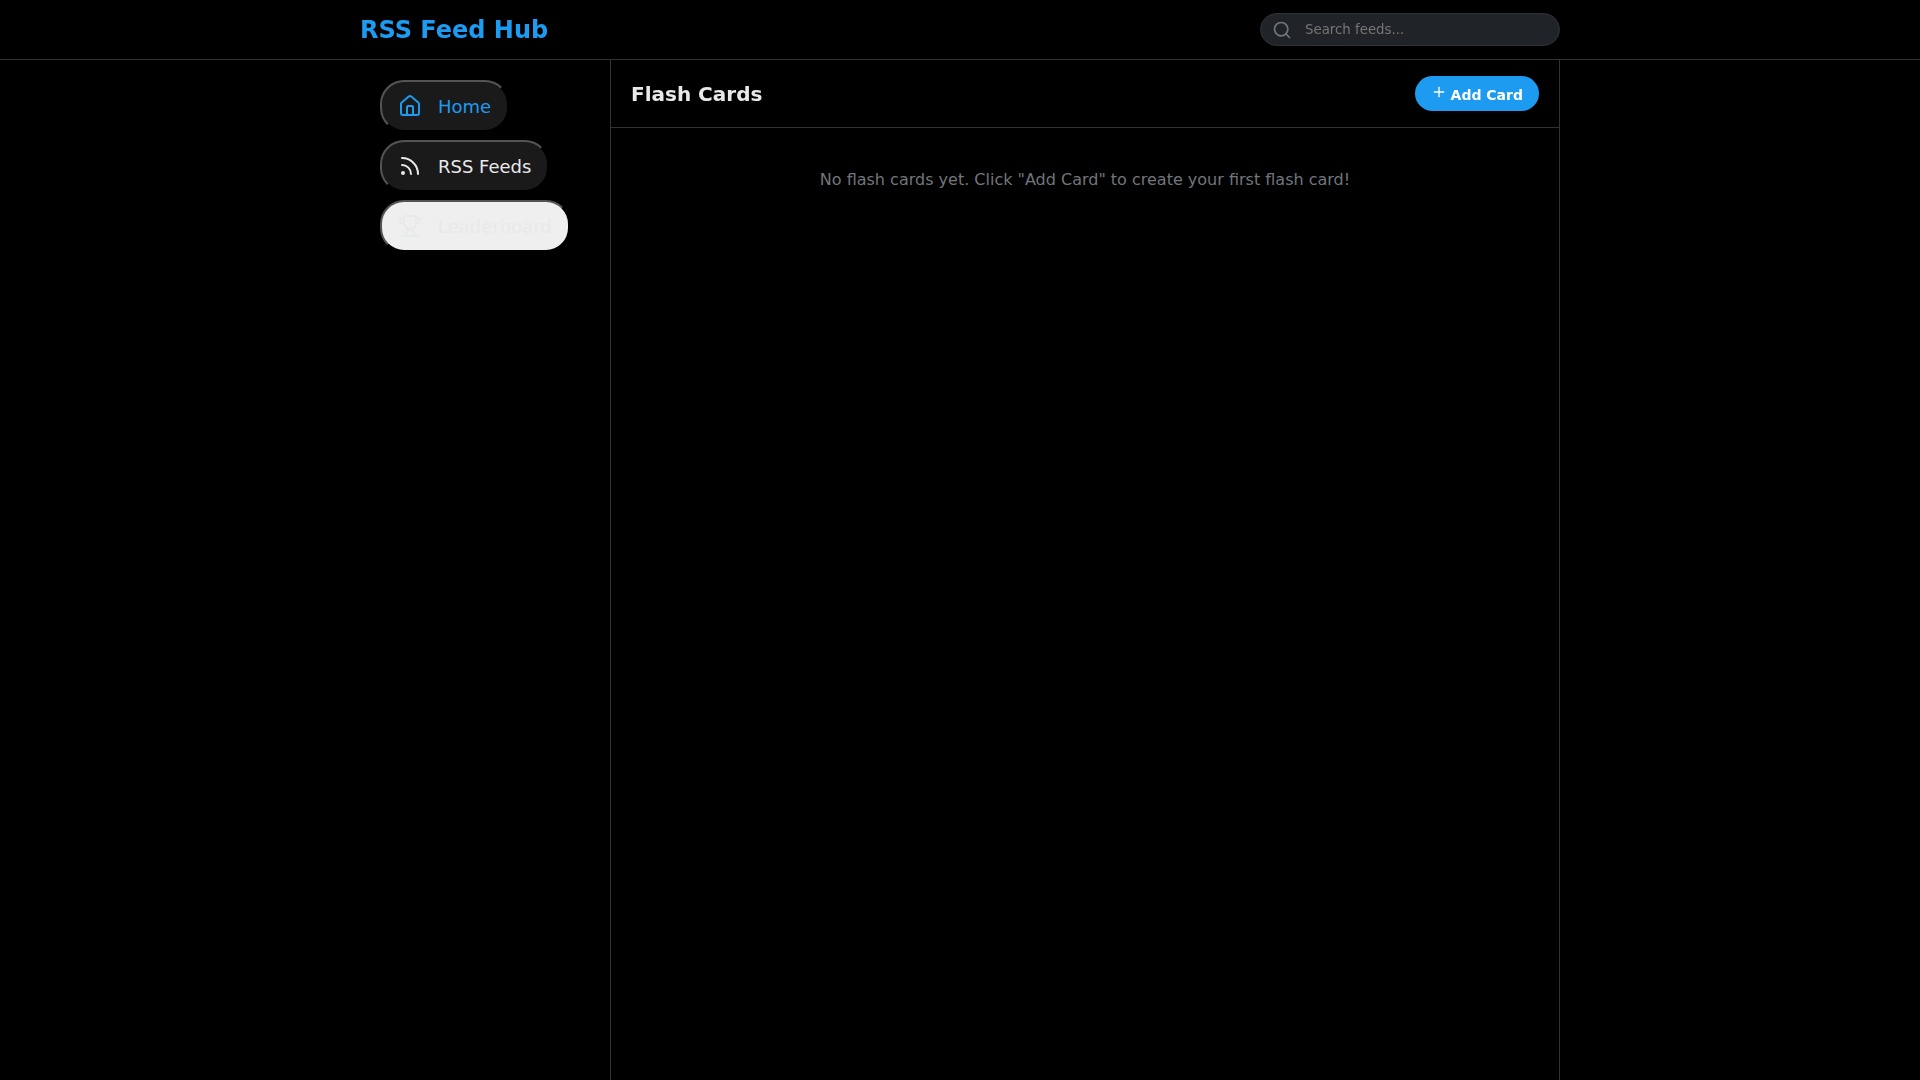 RSS Feed Hub
Search feeds...
Home
RSS Feeds
Leaderboard
Flash Cards
+ Add Card
No flash cards yet. Click "Add Card" to create your first flash card!